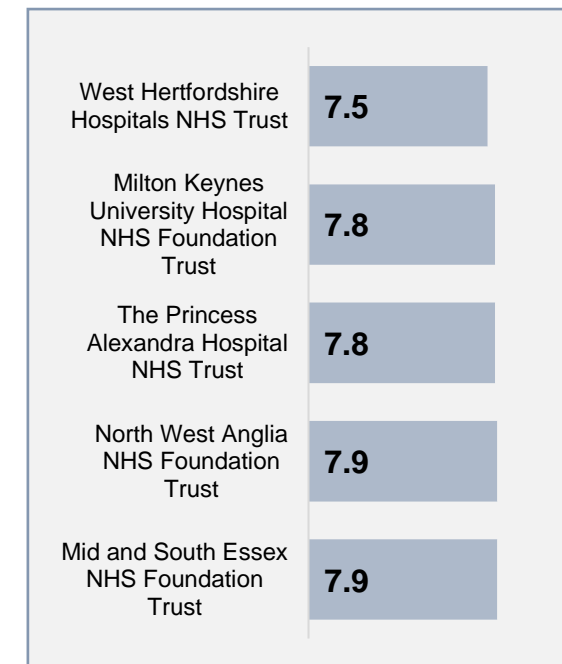 West Hertfordshire
Hospitals NHS Trust
7.5
Milton Keynes
University Hospital
NHS Foundation
Trust
7.8
The Princess
Alexandra Hospital
NHS Trust
7.8
North West Anglia
NHS Foundation
Trust
7.9
Mid and South Essex
NHS Foundation
Trust
7.9